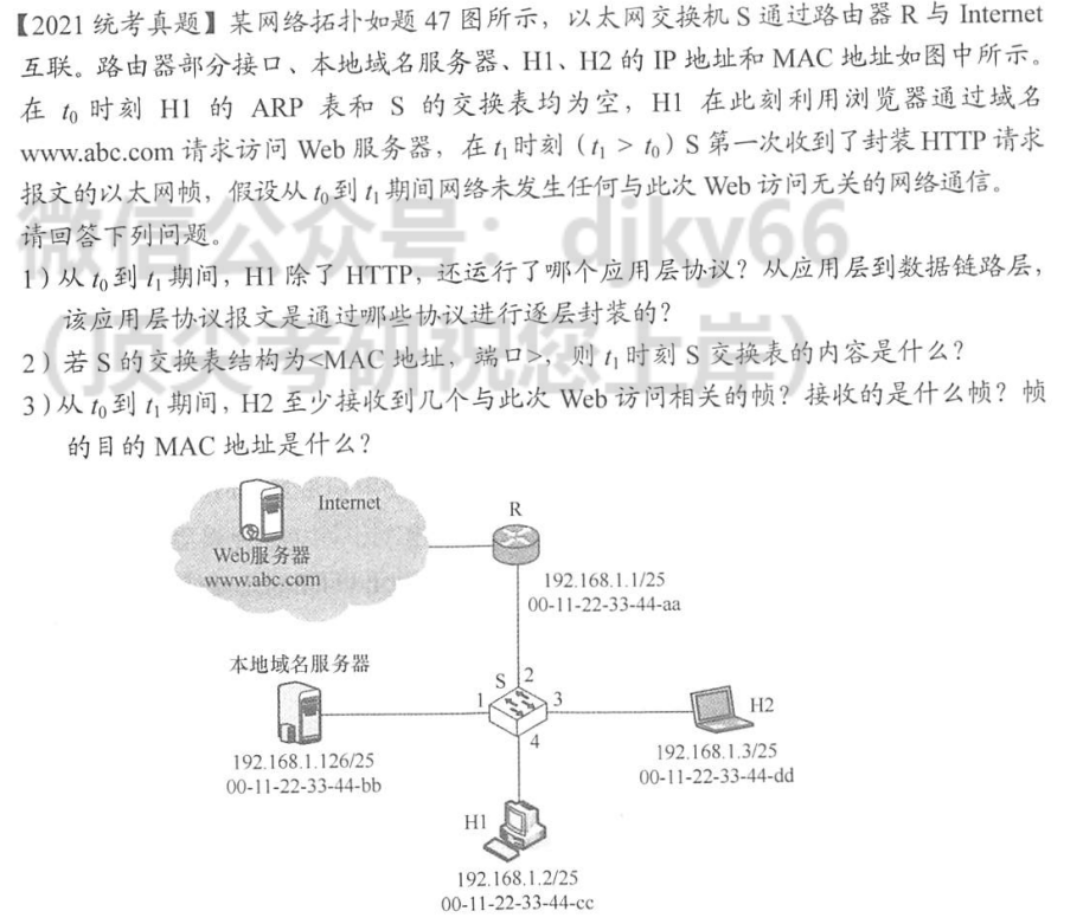 【2021 统考真题】某网络拓扑如题 47 图所示，以太网交换机 S 通过路由器 R 与 Internet
互联。路由器部分接口、本地域名服务器、H1、H2 的 IP 地址和 MAC 地址如图中所示。
在 t₀ 时刻 H1 的 ARP 表和 S 的交换表均为空，H1 在此刻利用浏览器通过域名
www.abc.com 请求访问 Web 服务器，在 t₁ 时刻（t₁ > t₀）S 第一次收到了封装 HTTP 请求
报文的以太网帧，假设从 t₀ 到 t₁ 期间网络未发生任何与此次 Web 访问无关的网络通信。
微信公众号：djky66
请回答下列问题。
1）从 t₀ 到 t₁ 期间，H1 除了 HTTP，还运行了哪个应用层协议？从应用层到数据链路层，
该应用层协议报文是通过哪些协议进行逐层封装的？
（顶尖考研祝您上岸）
2）若 S 的交换表结构为<MAC 地址，端口>，则 t₁ 时刻 S 交换表的内容是什么？
3）从 t₀ 到 t₁ 期间，H2 至少接收到几个与此次 Web 访问相关的帧？接收的是什么帧？帧
的目的 MAC 地址是什么？
Internet
R
Web服务器
www.abc.com
192.168.1.1/25
00-11-22-33-44-aa
本地域名服务器
S
2
1
3
H2
4
192.168.1.126/25
00-11-22-33-44-bb
192.168.1.3/25
00-11-22-33-44-dd
H1
192.168.1.2/25
00-11-22-33-44-cc